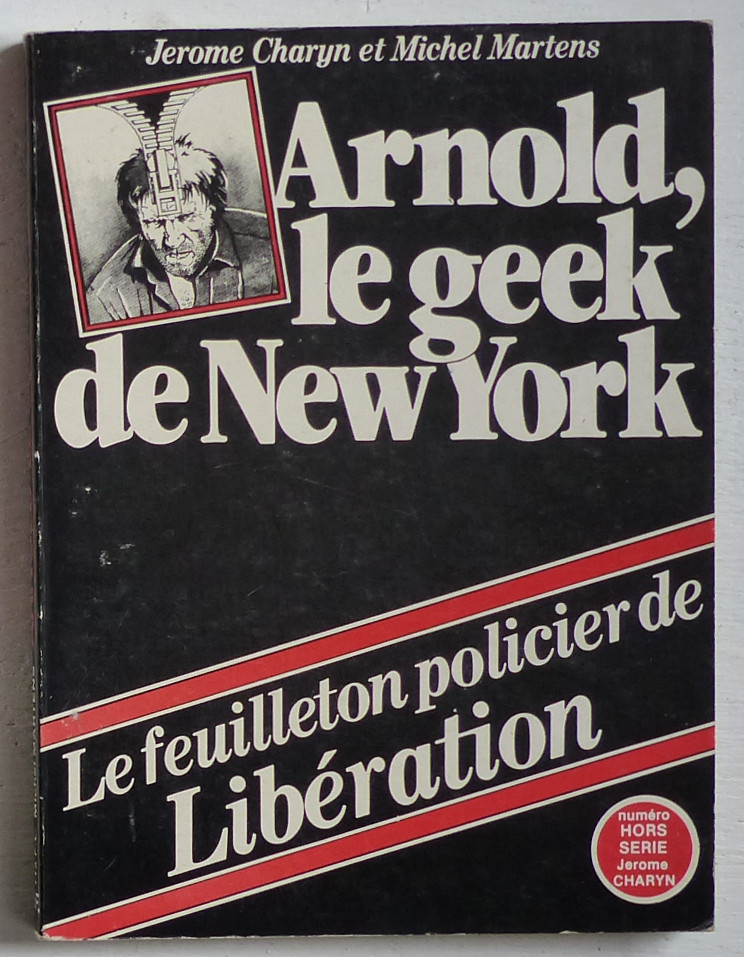 Jerome Charyn et Michel Martens
Arnold,
le geek
de New York
Le feuilleton policier de
Libération
numéro
HORS
SERIE
Jerome
CHARYN